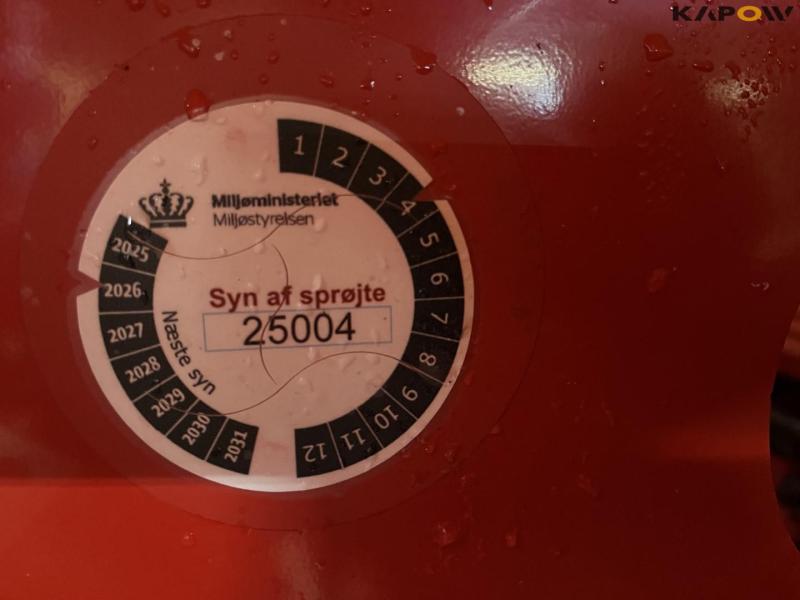 KAPOW
1 2 3 4 5 6 7 8 9 10 11 12
Miljøministeriet
Miljøstyrelsen
2025 2026 2027 2028 2029 2030 2031
Næste syn
Syn af sprøjte
25004